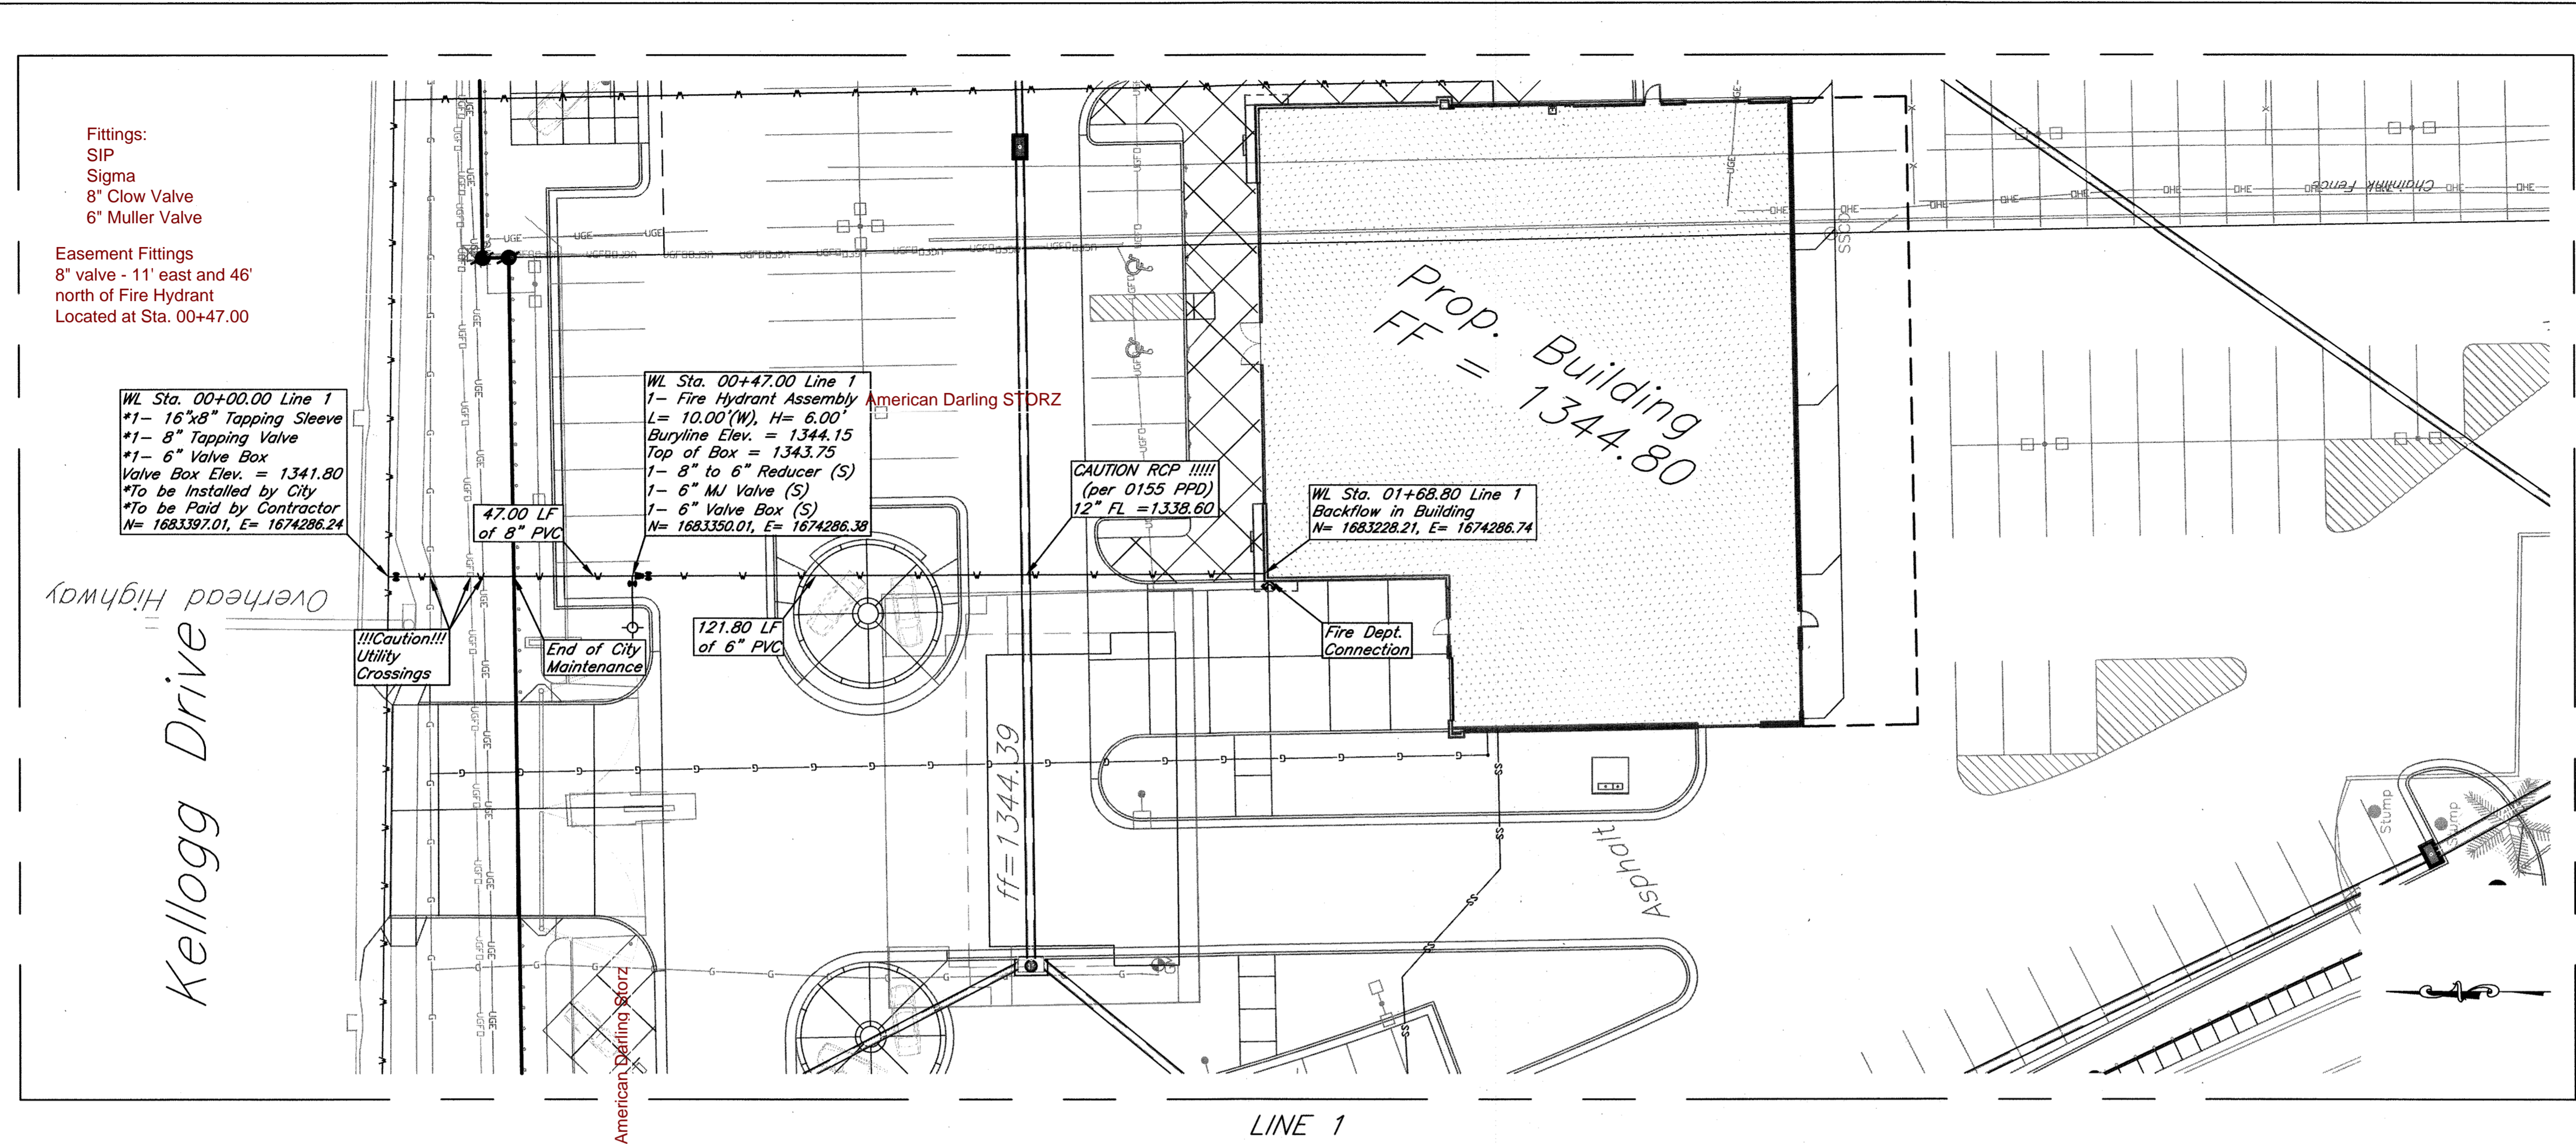 Fittings:
SIP
Sigma
8" Clow Valve
6" Muller Valve
Easement Fittings
8" valve - 11' east and 46'
north of Fire Hydrant
Located at Sta. 00+47.00
WL Sta. 00+00.00 Line 1
*1- 16"x8" Tapping Sleeve
*1- 8" Tapping Valve
*1- 6" Valve Box
Valve Box Elev. = 1341.80
*To be Installed by City
*To be Paid by Contractor
N= 1683397.01, E= 1674286.24
47.00 LF
of 8" PVC
WL Sta. 00+47.00 Line 1
1- Fire Hydrant Assembly
L= 10.00'(W), H= 6.00'
Buryline Elev. = 1344.15
Top of Box = 1343.75
1- 8" to 6" Reducer (S)
1- 6" MJ Valve (S)
1- 6" Valve Box (S)
N= 1683350.01, E= 1674286.38
American Darling STORZ
CAUTION RCP !!!!!
(per 0155 PPD)
12" FL =1338.60
WL Sta. 01+68.80 Line 1
Backflow in Building
N= 1683228.21, E= 1674286.74
Prop. Building
FF = 1344.80
Chainlink Fence
SSCO
Overhead Highway
Kellogg Drive
!!!Caution!!!
Utility
Crossings
End of City
Maintenance
121.80 LF
of 6" PVC
Fire Dept.
Connection
ff=1344.39
Asphalt
Stump
Stump
GV
American Darling Storz
LINE 1